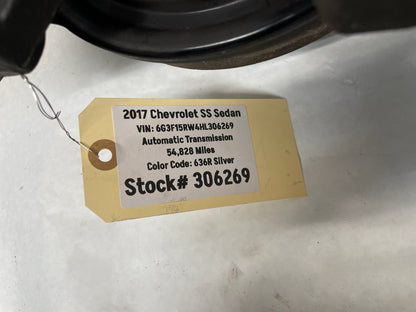 2017 Chevrolet SS Sedan
VIN: 6G3F15RW4HL306269
Automatic Transmission
54,828 Miles
Color Code: 636R Silver
Stock# 306269